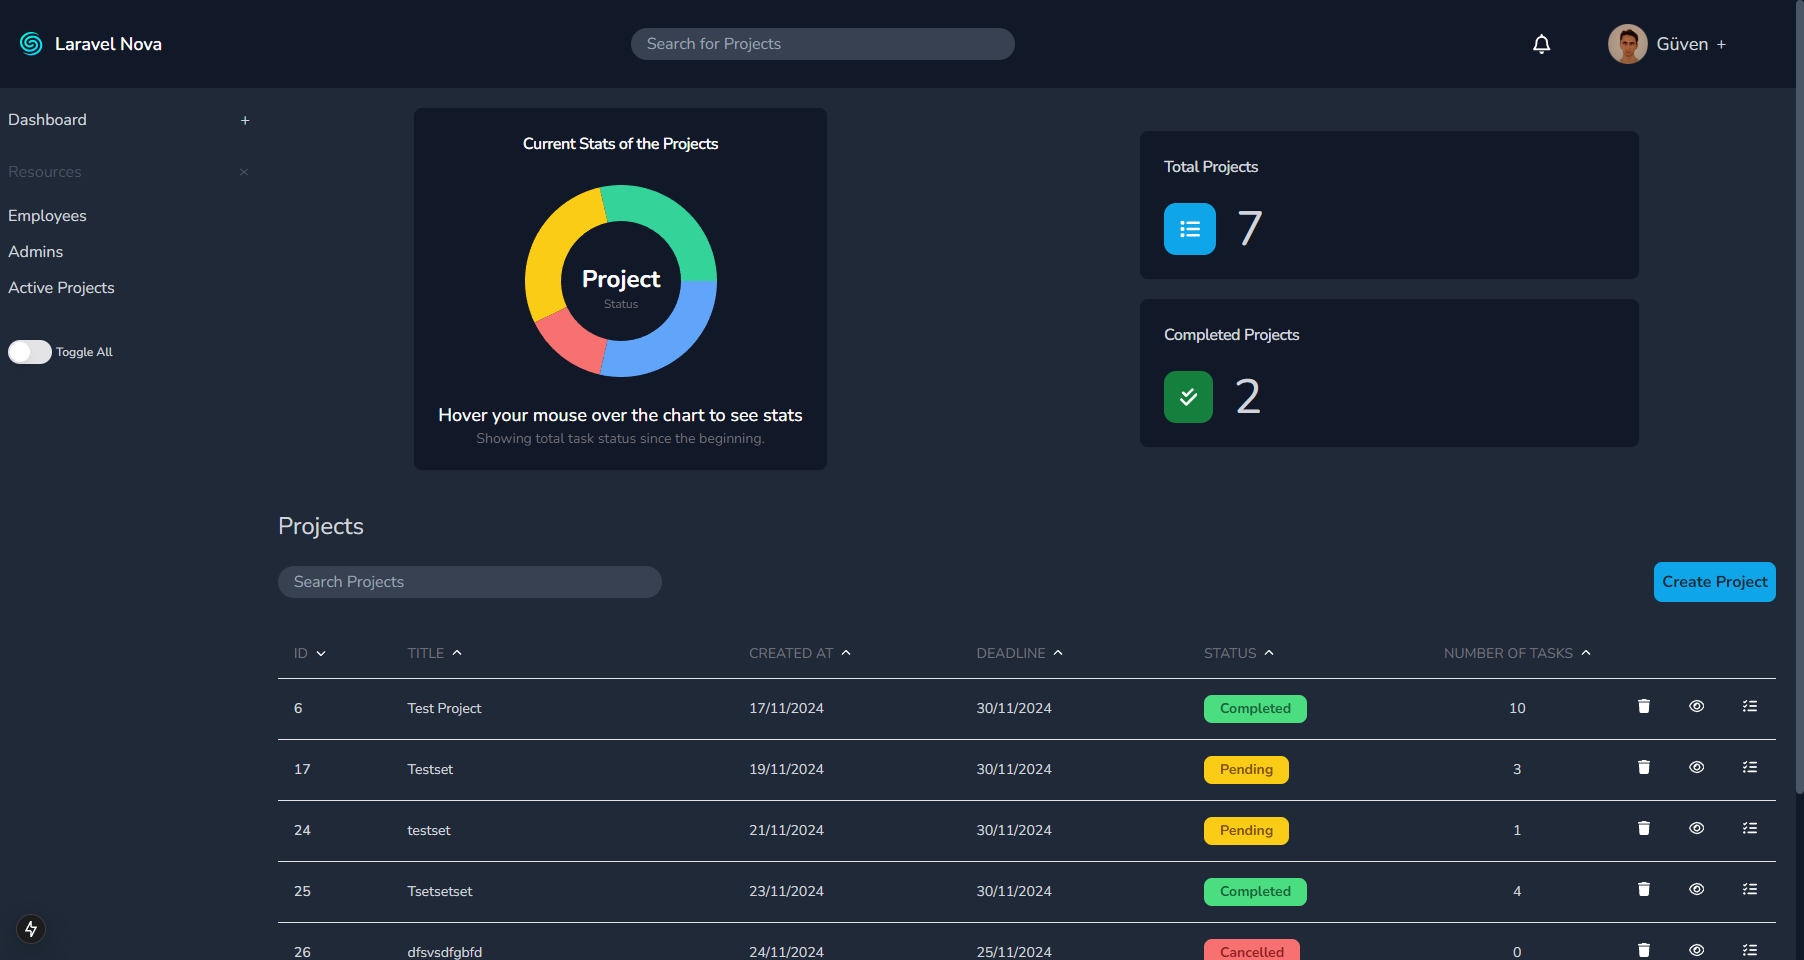 Laravel Nova
Search for Projects
Güven +
Dashboard +
Resources ×
Employees
Admins
Active Projects
Toggle All
Current Stats of the Projects
Project
Status
Hover your mouse over the chart to see stats
Showing total task status since the beginning.
Total Projects
7
Completed Projects
2
Projects
Search Projects
Create Project
ID TITLE CREATED AT DEADLINE STATUS NUMBER OF TASKS
6 Test Project 17/11/2024 30/11/2024 Completed 10
17 Testset 19/11/2024 30/11/2024 Pending 3
24 testset 21/11/2024 30/11/2024 Pending 1
25 Tsetsetset 23/11/2024 30/11/2024 Completed 4
26 dfsvsdfgbfd 24/11/2024 25/11/2024 Cancelled 0